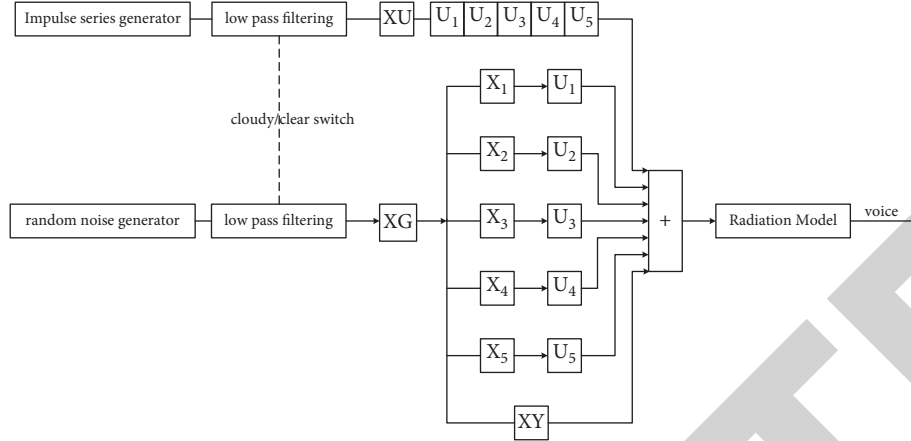 Impulse series generator
low pass filtering
XU
U1 U2 U3 U4 U5
X1
U1
cloudy/clear switch
X2
U2
random noise generator
low pass filtering
XG
X3
U3
+
Radiation Model
voice
X4
U4
X5
U5
XY